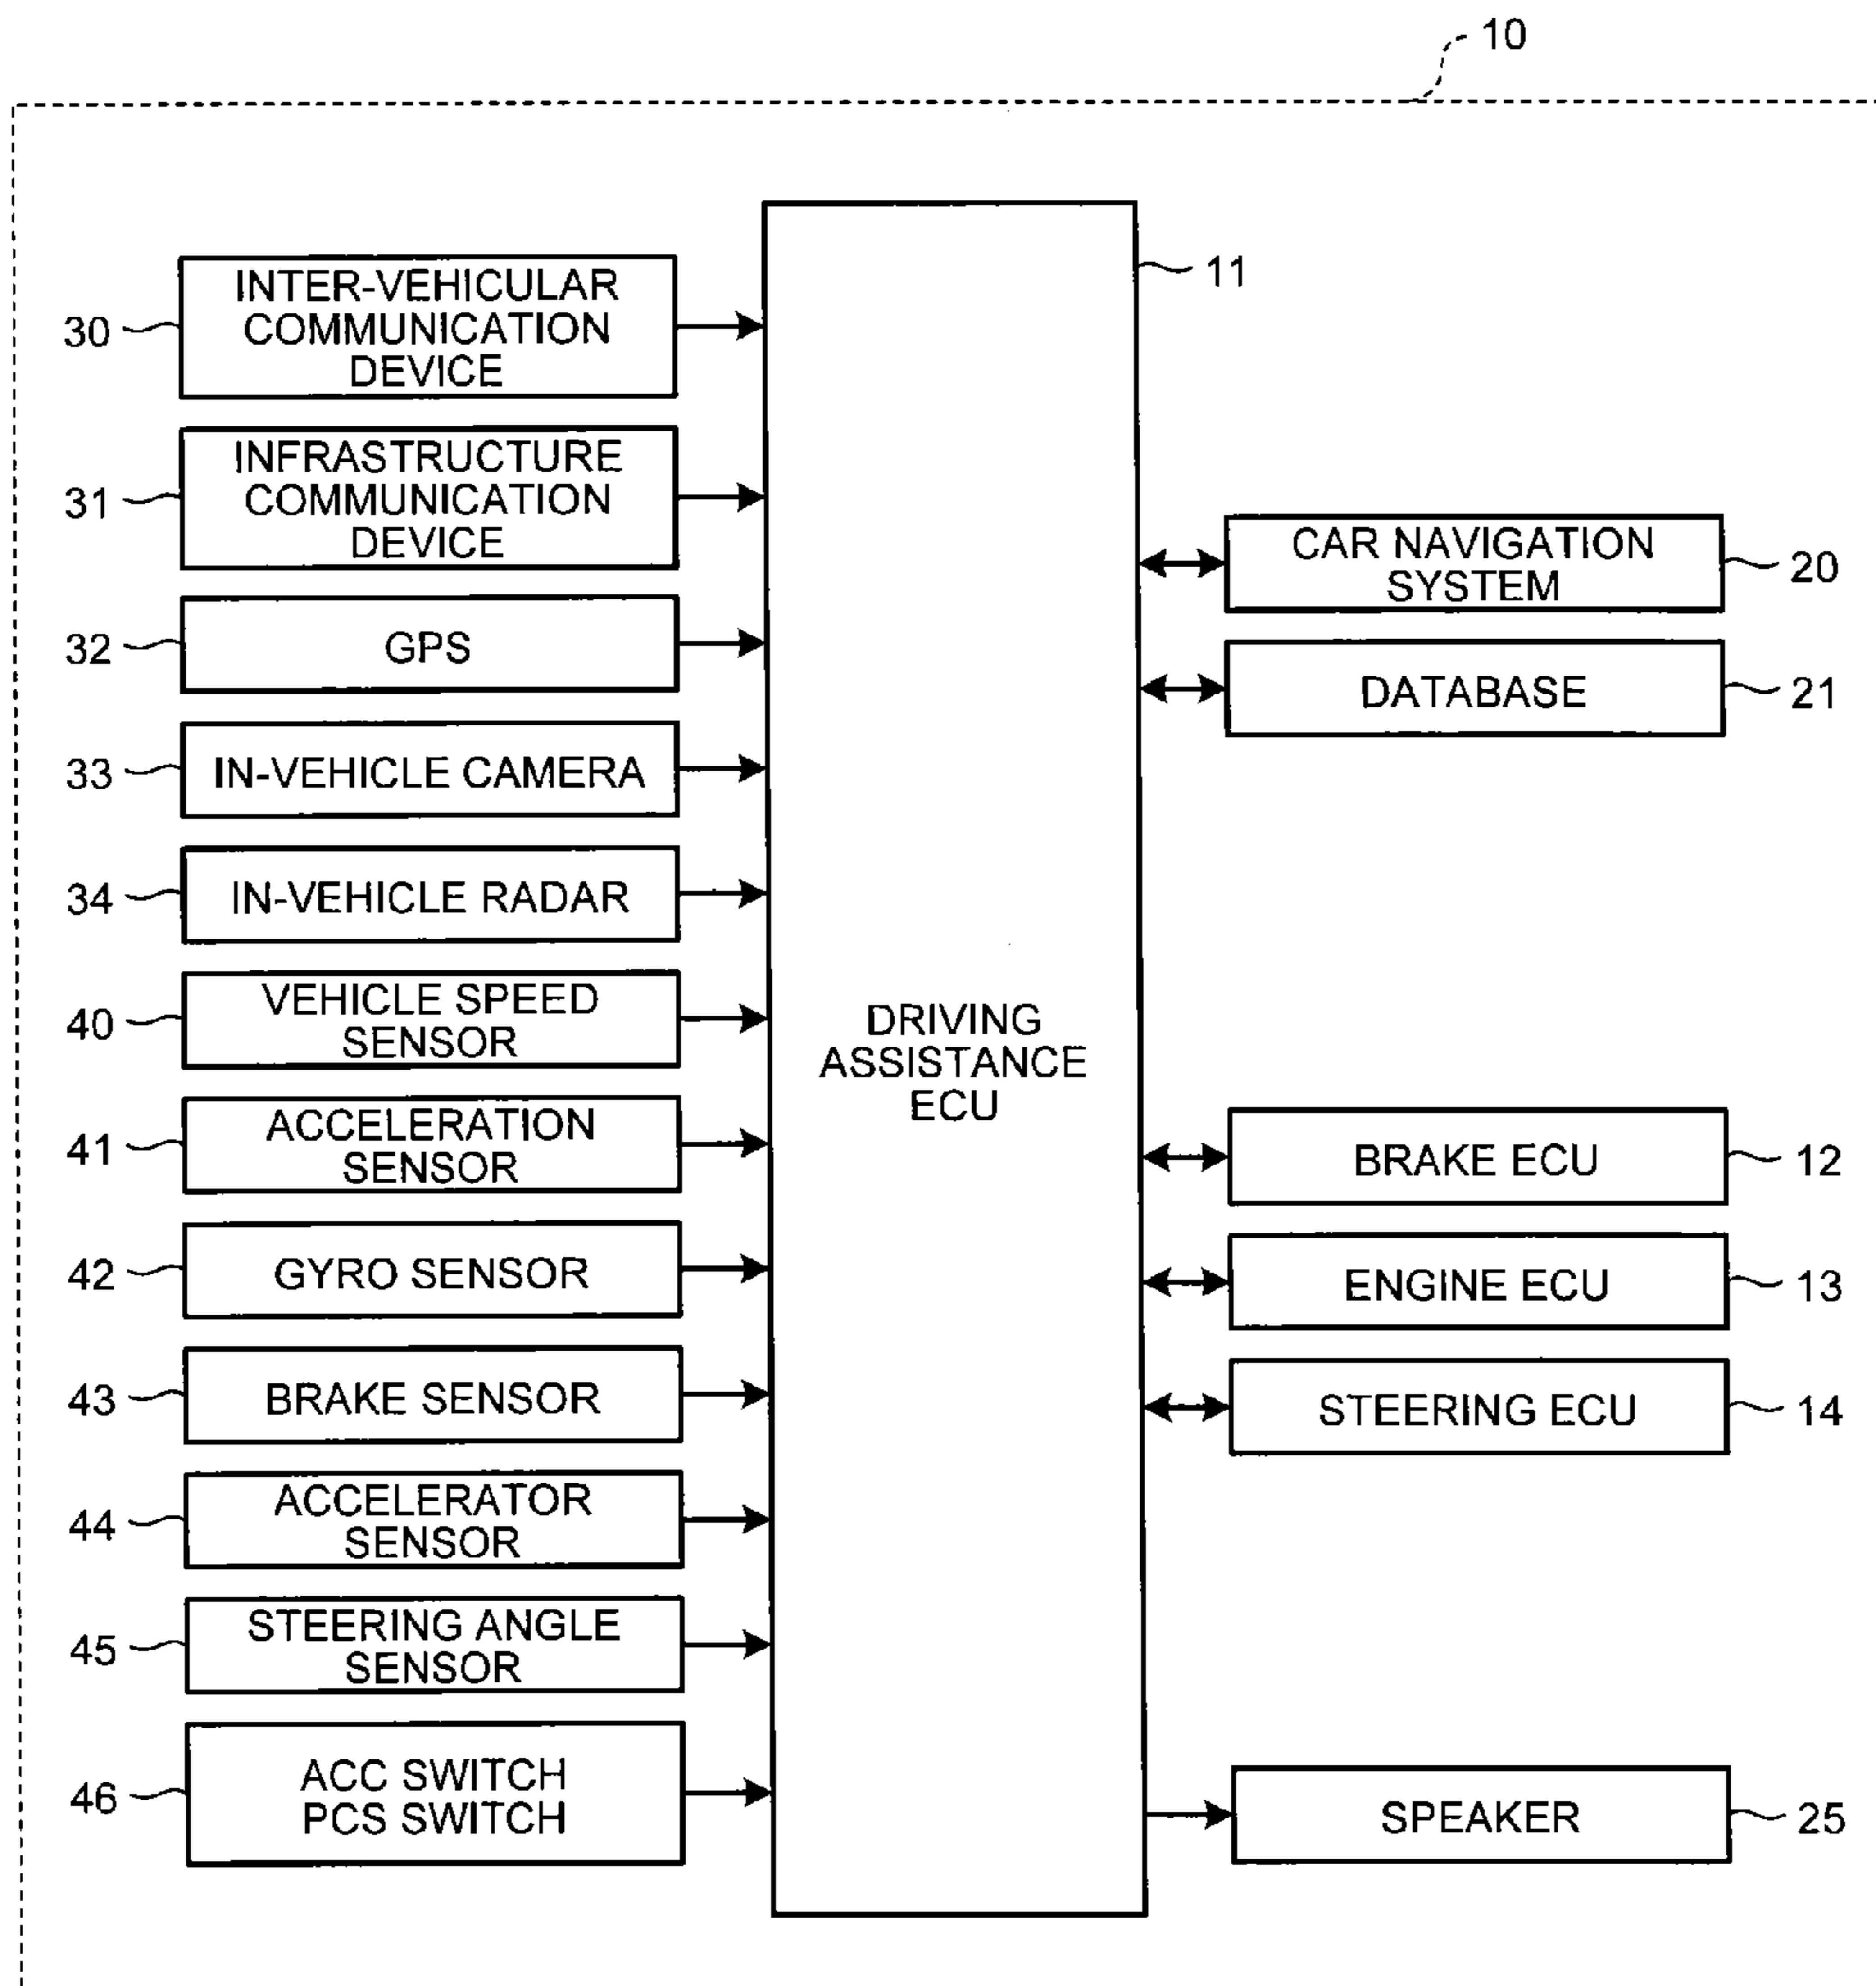 10
11
30
INTER-VEHICULAR
COMMUNICATION
DEVICE
31
INFRASTRUCTURE
COMMUNICATION
DEVICE
32
GPS
33
IN-VEHICLE CAMERA
34
IN-VEHICLE RADAR
40
VEHICLE SPEED
SENSOR
41
ACCELERATION
SENSOR
42
GYRO SENSOR
43
BRAKE SENSOR
44
ACCELERATOR
SENSOR
45
STEERING ANGLE
SENSOR
46
ACC SWITCH
PCS SWITCH
DRIVING
ASSISTANCE
ECU
CAR NAVIGATION
SYSTEM
20
DATABASE
21
BRAKE ECU
12
ENGINE ECU
13
STEERING ECU
14
SPEAKER
25